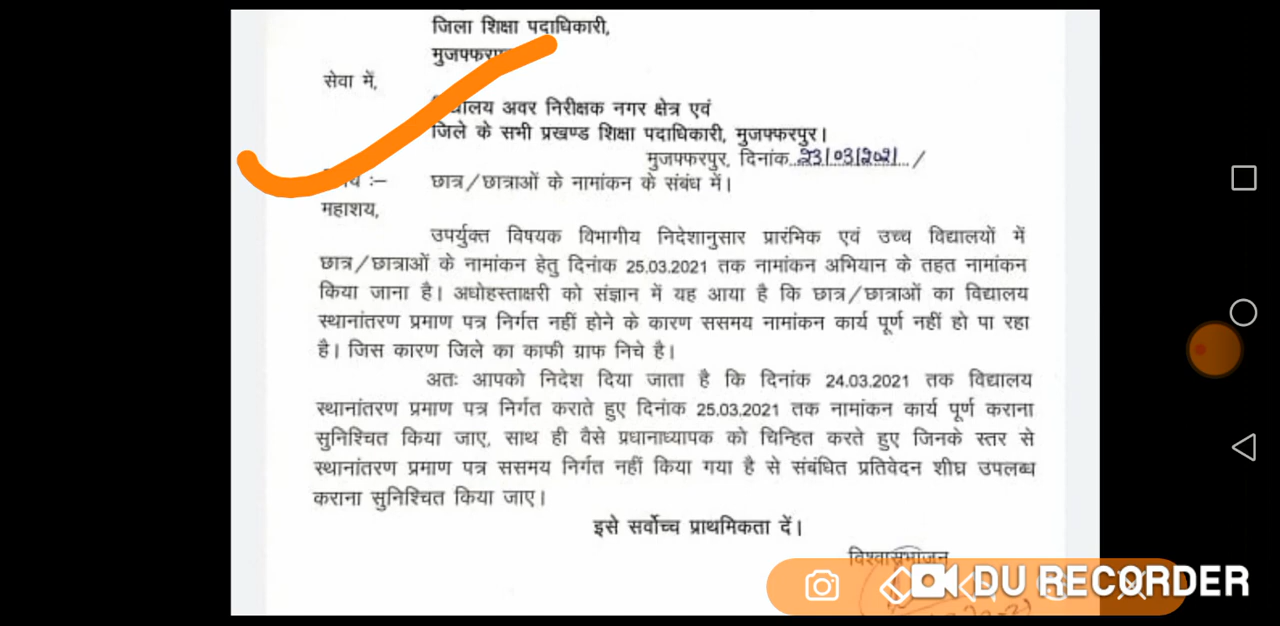 जिला शिक्षा पदाधिकारी,
सेवा में,
अवर निरीक्षक नगर क्षेत्र एवं
जिले के सभी प्रखण्ड शिक्षा पदाधिकारी, मुजफ्फरपुर।
मुजफ्फरपुर, दिनांक..23/03/2021.../
:– छात्र/छात्राओं के नामांकन के संबंध में।
महाशय,
उपर्युक्त विषयक विभागीय निदेशानुसार प्रारंभिक एवं उच्च विद्यालयों में
छात्र/छात्राओं के नामांकन हेतु दिनांक 25.03.2021 तक नामांकन अभियान के तहत नामांकन
किया जाना है। अधोहस्ताक्षरी को संज्ञान में यह आया है कि छात्र/छात्राओं का विद्यालय
स्थानांतरण प्रमाण पत्र निर्गत नहीं होने के कारण ससमय नामांकन कार्य पूर्ण नहीं हो पा रहा
है। जिस कारण जिले का काफी ग्राफ निचे है।
अतः आपको निदेश दिया जाता है कि दिनांक 24.03.2021 तक विद्यालय
स्थानांतरण प्रमाण पत्र निर्गत कराते हुए दिनांक 25.03.2021 तक नामांकन कार्य पूर्ण कराना
सुनिश्चित किया जाए, साथ ही वैसे प्रधानाध्यापक को चिन्हित करते हुए जिनके स्तर से
स्थानांतरण प्रमाण पत्र ससमय निर्गत नहीं किया गया है से संबंधित प्रतिवेदन शीघ्र उपलब्ध
कराना सुनिश्चित किया जाए।
इसे सर्वोच्च प्राथमिकता दें।
विश्वासभाजन
DU RECORDER